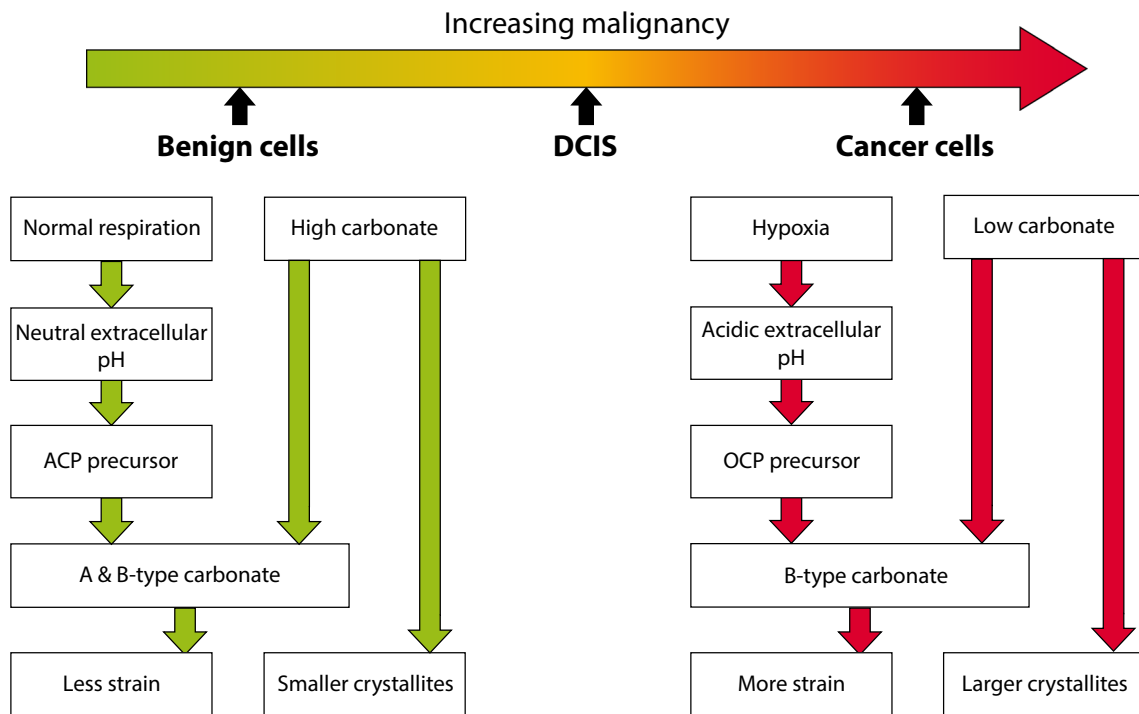 Increasing malignancy
Benign cells
DCIS
Cancer cells
Normal respiration
High carbonate
Neutral extracellular
pH
ACP precursor
A & B-type carbonate
Less strain
Smaller crystallites
Hypoxia
Low carbonate
Acidic extracellular
pH
OCP precursor
B-type carbonate
More strain
Larger crystallites